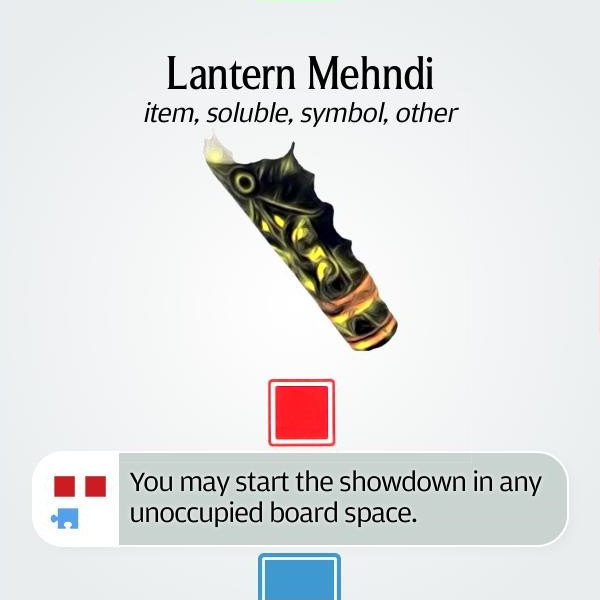 Lantern Mehndi
item, soluble, symbol, other
You may start the showdown in any
unoccupied board space.